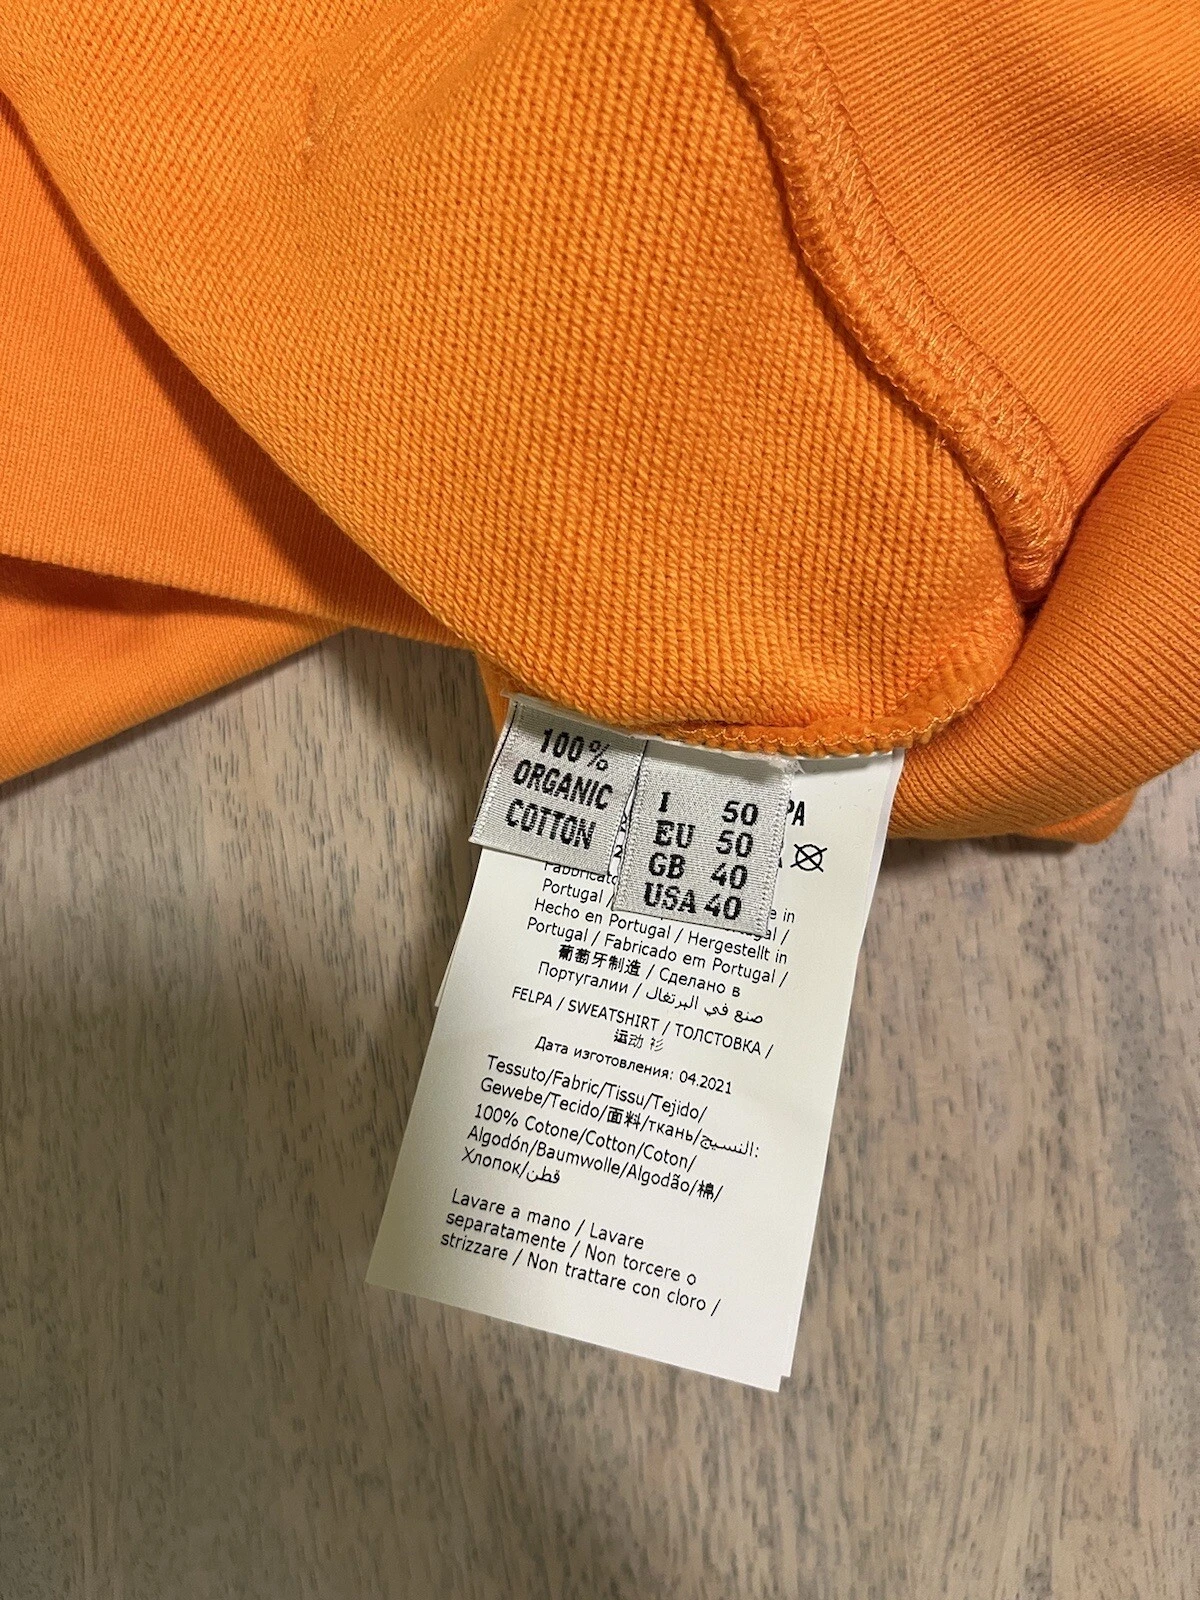 100%
ORGANIC
COTTON
I 50
EU 50
GB 40
USA 40
PA
Fabbricato
Portugal / e in
Hecho en Portugal / Hergestellt in
Portugal / Fabricado em Portugal /
葡萄牙制造 / Сделано в
Португалии / صنع في البرتغال
FELPA / SWEATSHIRT / ТОЛСТОВКА /
运动 衫
Дата изготовления: 04.2021
Tessuto/Fabric/Tissu/Tejido/
Gewebe/Tecido/面料/ткань/النسيج:
100% Cotone/Cotton/Coton/
Algodón/Baumwolle/Algodão/棉/
Хлопок/قطن
Lavare a mano / Lavare
separatamente / Non torcere o
strizzare / Non trattare con cloro /